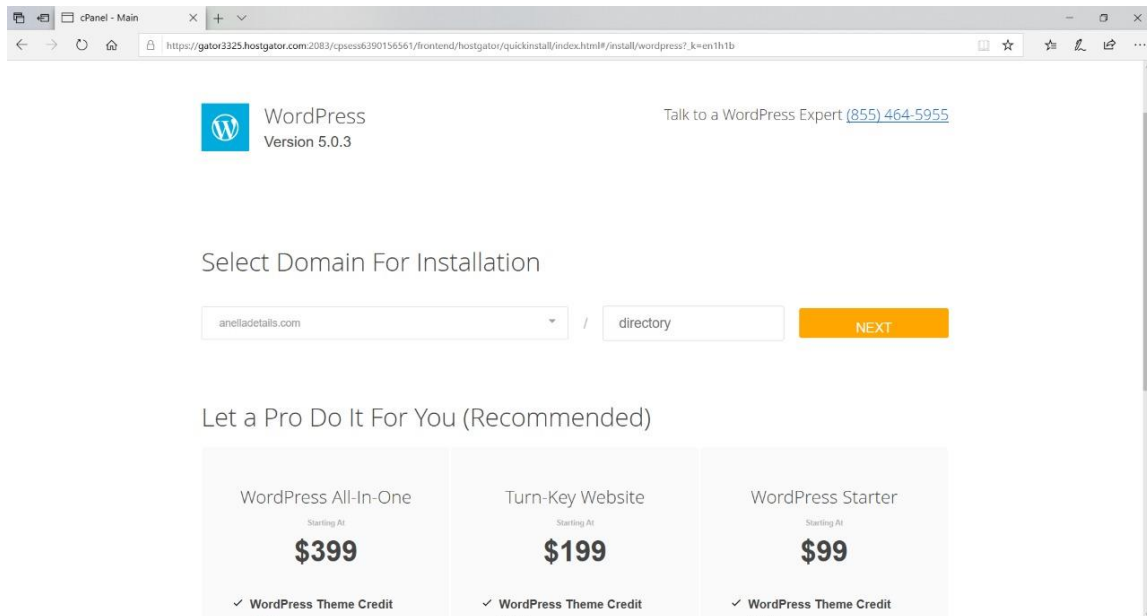 cPanel - Main
https://gator3325.hostgator.com:2083/cpsess6390156561/frontend/hostgator/quickinstall/index.html#/install/wordpress?_k=en1h1b
WordPress
Version 5.0.3
Talk to a WordPress Expert (855) 464-5955
Select Domain For Installation
anelladetails.com / directory NEXT
Let a Pro Do It For You (Recommended)
WordPress All-In-One Turn-Key Website WordPress Starter
Starting At Starting At Starting At
$399 $199 $99
✓ WordPress Theme Credit ✓ WordPress Theme Credit ✓ WordPress Theme Credit